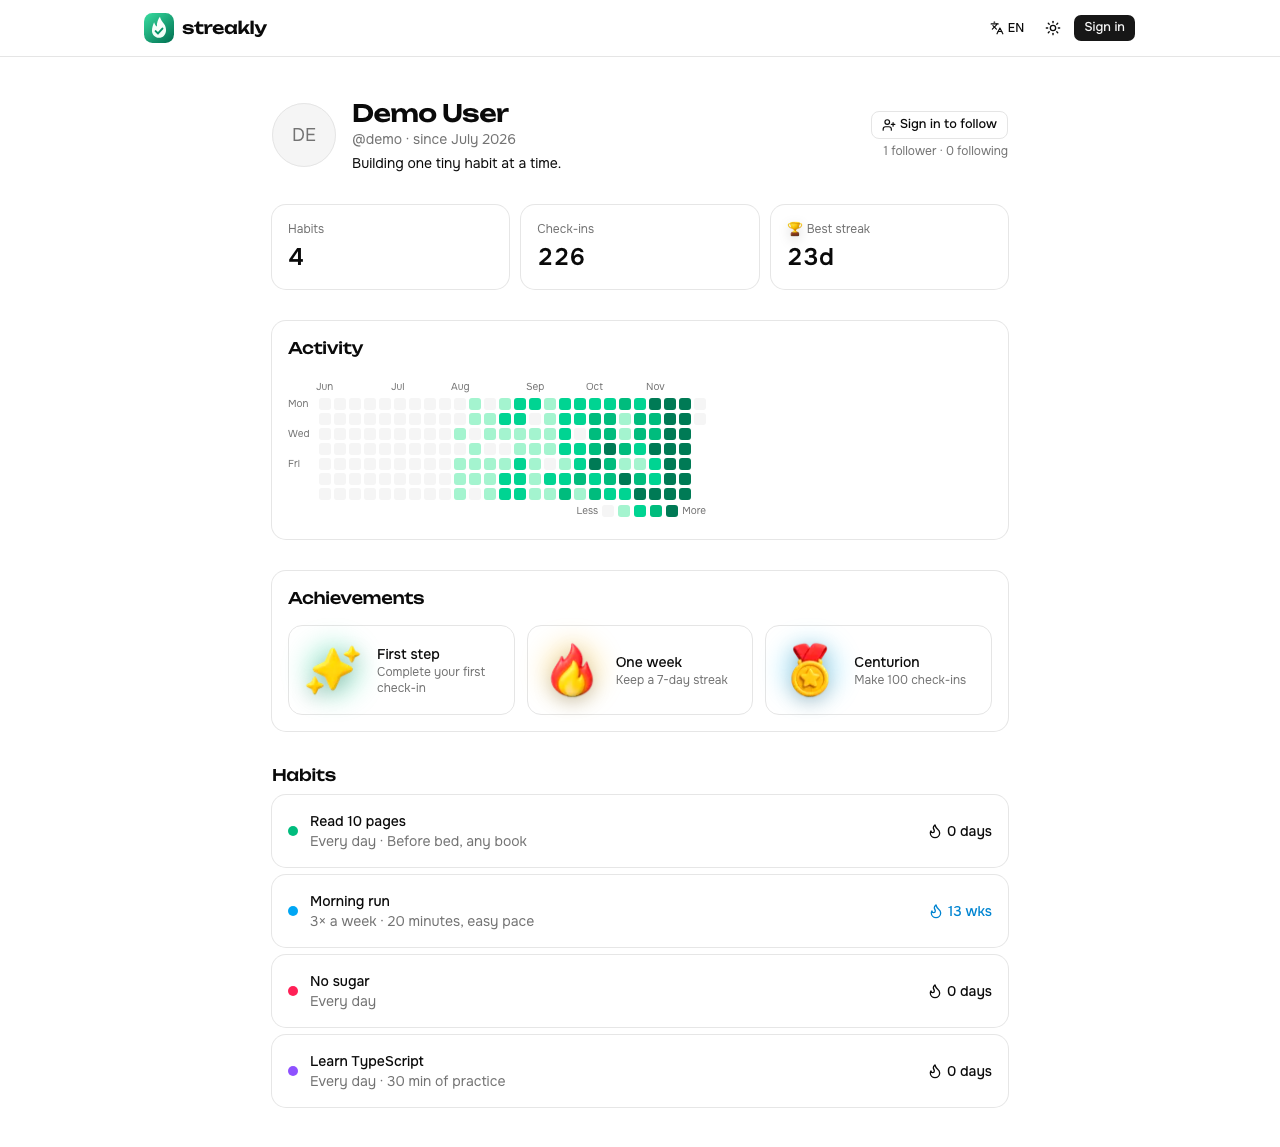 streakly
EN
Sign in
DE
Demo User
@demo · since July 2026
Building one tiny habit at a time.
Sign in to follow
1 follower · 0 following
Habits
4
Check-ins
226
🏆 Best streak
23d
Activity
Jun Jul Aug Sep Oct Nov
Mon
Wed
Fri
Less More
Achievements
First step
Complete your first
check-in
One week
Keep a 7-day streak
Centurion
Make 100 check-ins
Habits
Read 10 pages
Every day · Before bed, any book
0 days
Morning run
3× a week · 20 minutes, easy pace
13 wks
No sugar
Every day
0 days
Learn TypeScript
Every day · 30 min of practice
0 days